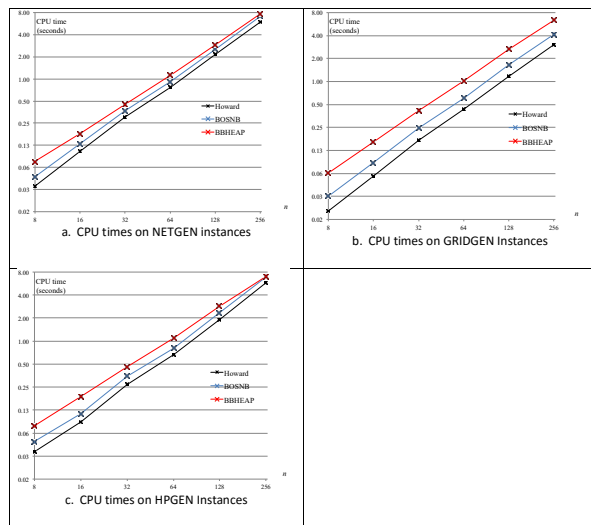 8.00
CPU time
(seconds)
4.00
2.00
1.00
0.50
0.25
0.13
0.06
0.03
0.02
Howard
BOSNB
BBHEAP
n
8 16 32 64 128 256
a. CPU times on NETGEN instances
8.00
CPU time
(seconds)
4.00
2.00
1.00
0.50
0.25
0.13
0.06
0.03
0.02
Howard
BOSNB
BBHEAP
n
8 16 32 64 128 256
b. CPU times on GRIDGEN Instances
8.00
CPU time
(seconds)
4.00
2.00
1.00
0.50
0.25
0.13
0.06
0.03
0.02
Howard
BOSNB
BBHEAP
n
8 16 32 64 128 256
c. CPU times on HPGEN Instances